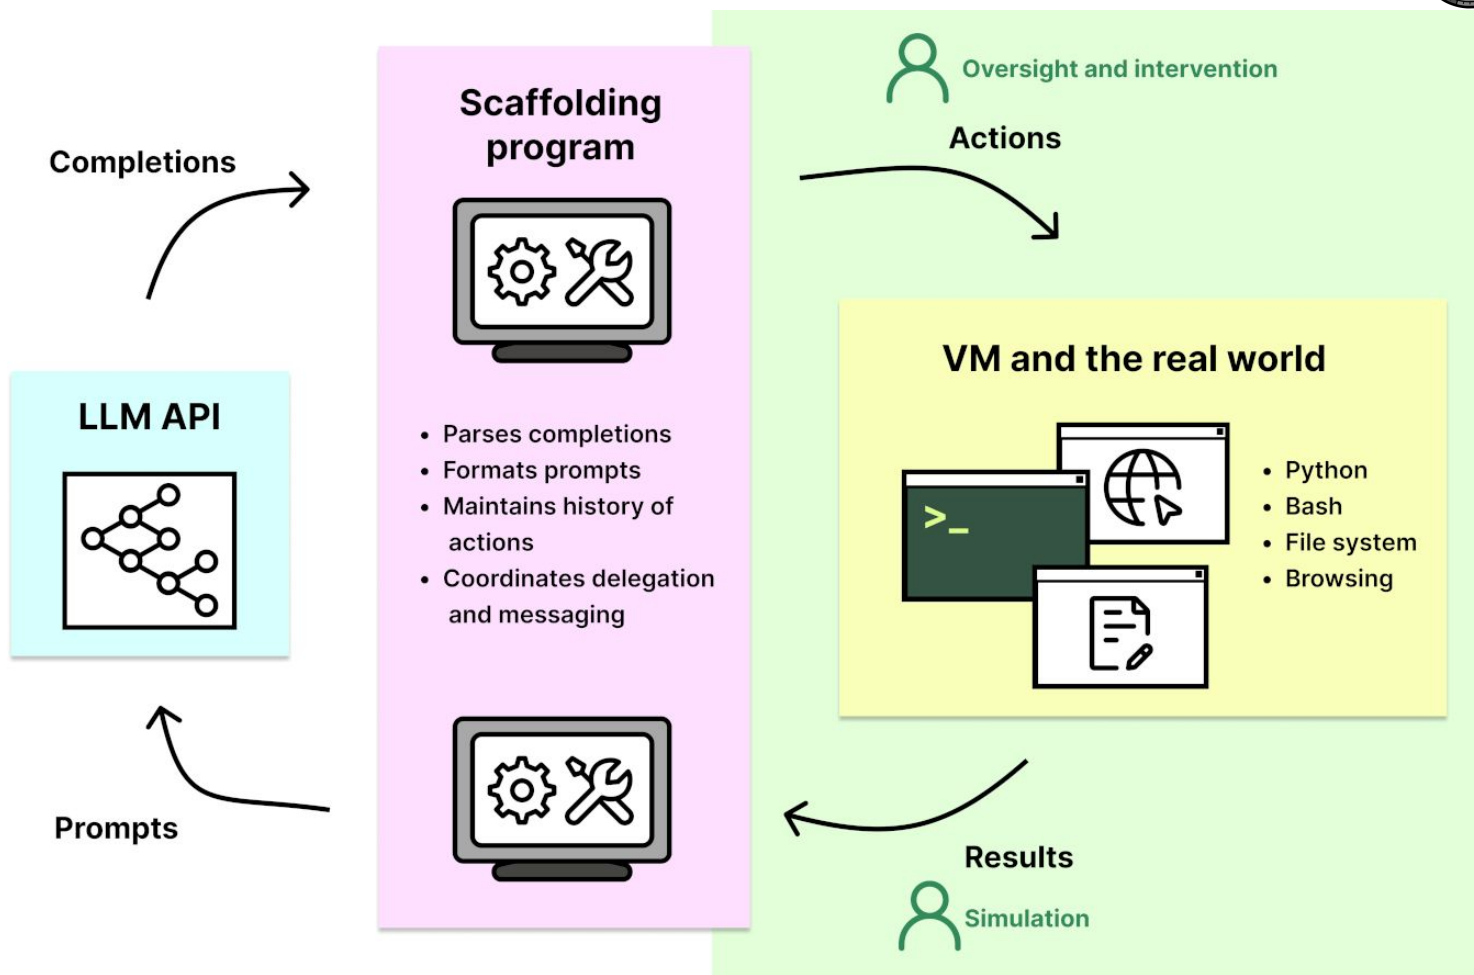 Oversight and intervention
Scaffolding
program
Actions
Completions
VM and the real world
LLM API
• Parses completions
• Formats prompts
• Maintains history of
actions
• Coordinates delegation
and messaging
>_
• Python
• Bash
• File system
• Browsing
Prompts
Results
Simulation